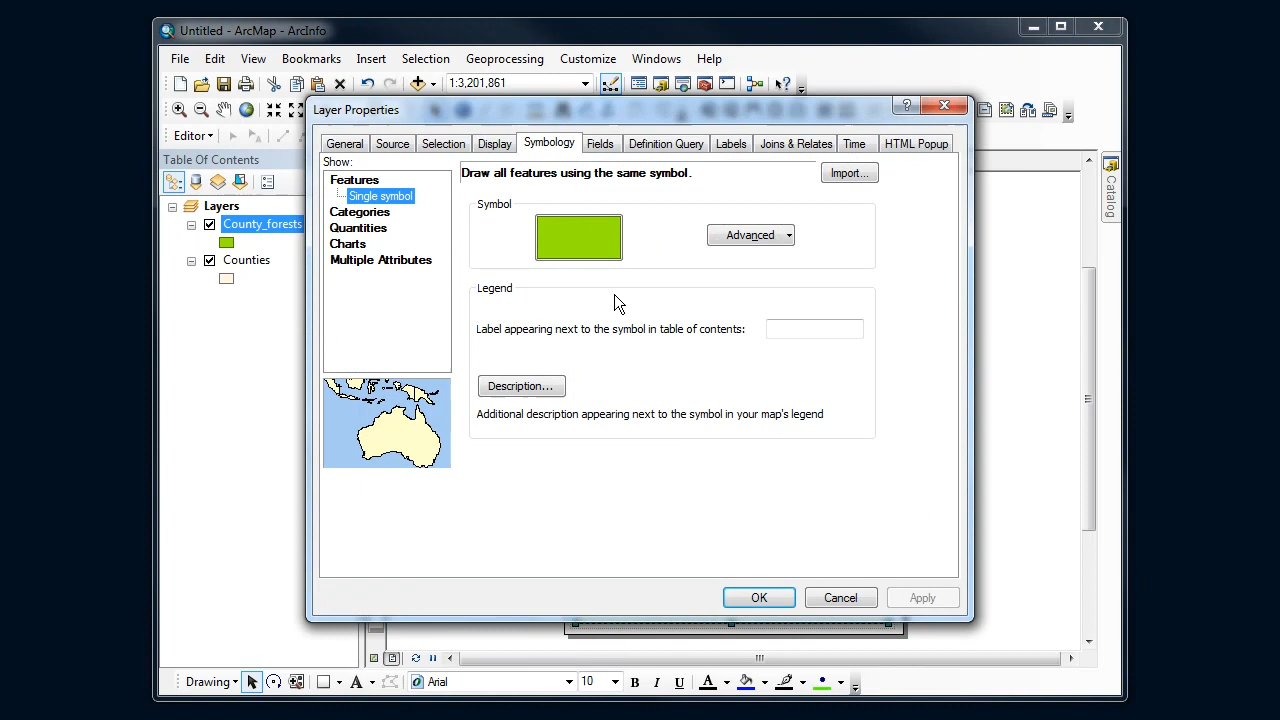 Untitled - ArcMap - ArcInfo
File Edit View Bookmarks Insert Selection Geoprocessing Customize Windows Help
1:3,201,861
Layer Properties
Editor
General Source Selection Display Symbology Fields Definition Query Labels Joins & Relates Time HTML Popup
Table Of Contents
Show:
Features
Single symbol
Categories
Quantities
Charts
Multiple Attributes
Draw all features using the same symbol.
Import...
Symbol
Advanced
Legend
Label appearing next to the symbol in table of contents:
Description...
Additional description appearing next to the symbol in your map's legend
Layers
County_forests
Counties
Catalog
OK Cancel Apply
Drawing
A
Arial
10
B I U A